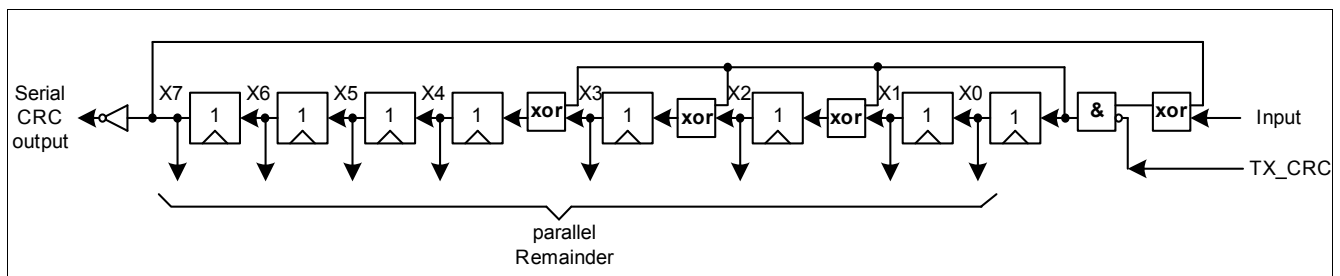 Serial
CRC
output
X7
X6
X5
X4
X3
X2
X1
X0
1
1
1
1
xor
1
xor
1
xor
1
1
&
xor
Input
TX_CRC
parallel
Remainder